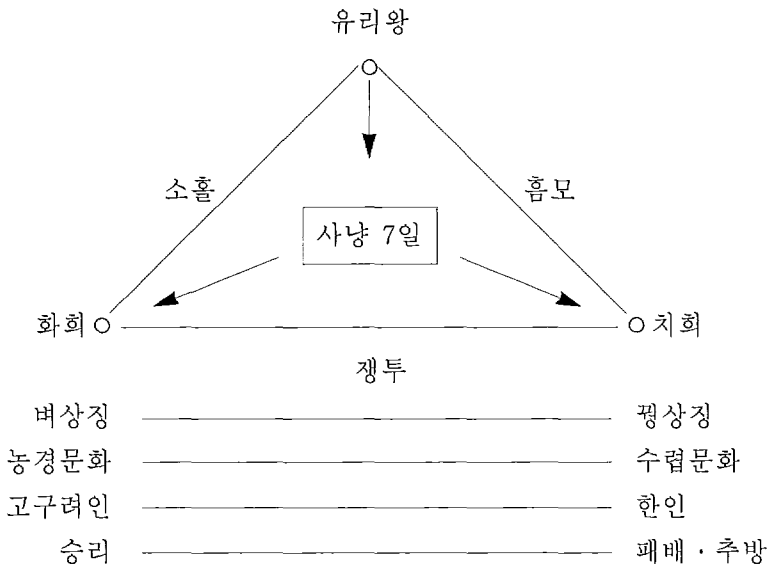 유리왕
소홀 흠모
사냥 7일
화희 치희
쟁투
벼상징 꿩상징
농경문화 수렵문화
고구려인 한인
승리 패배·추방